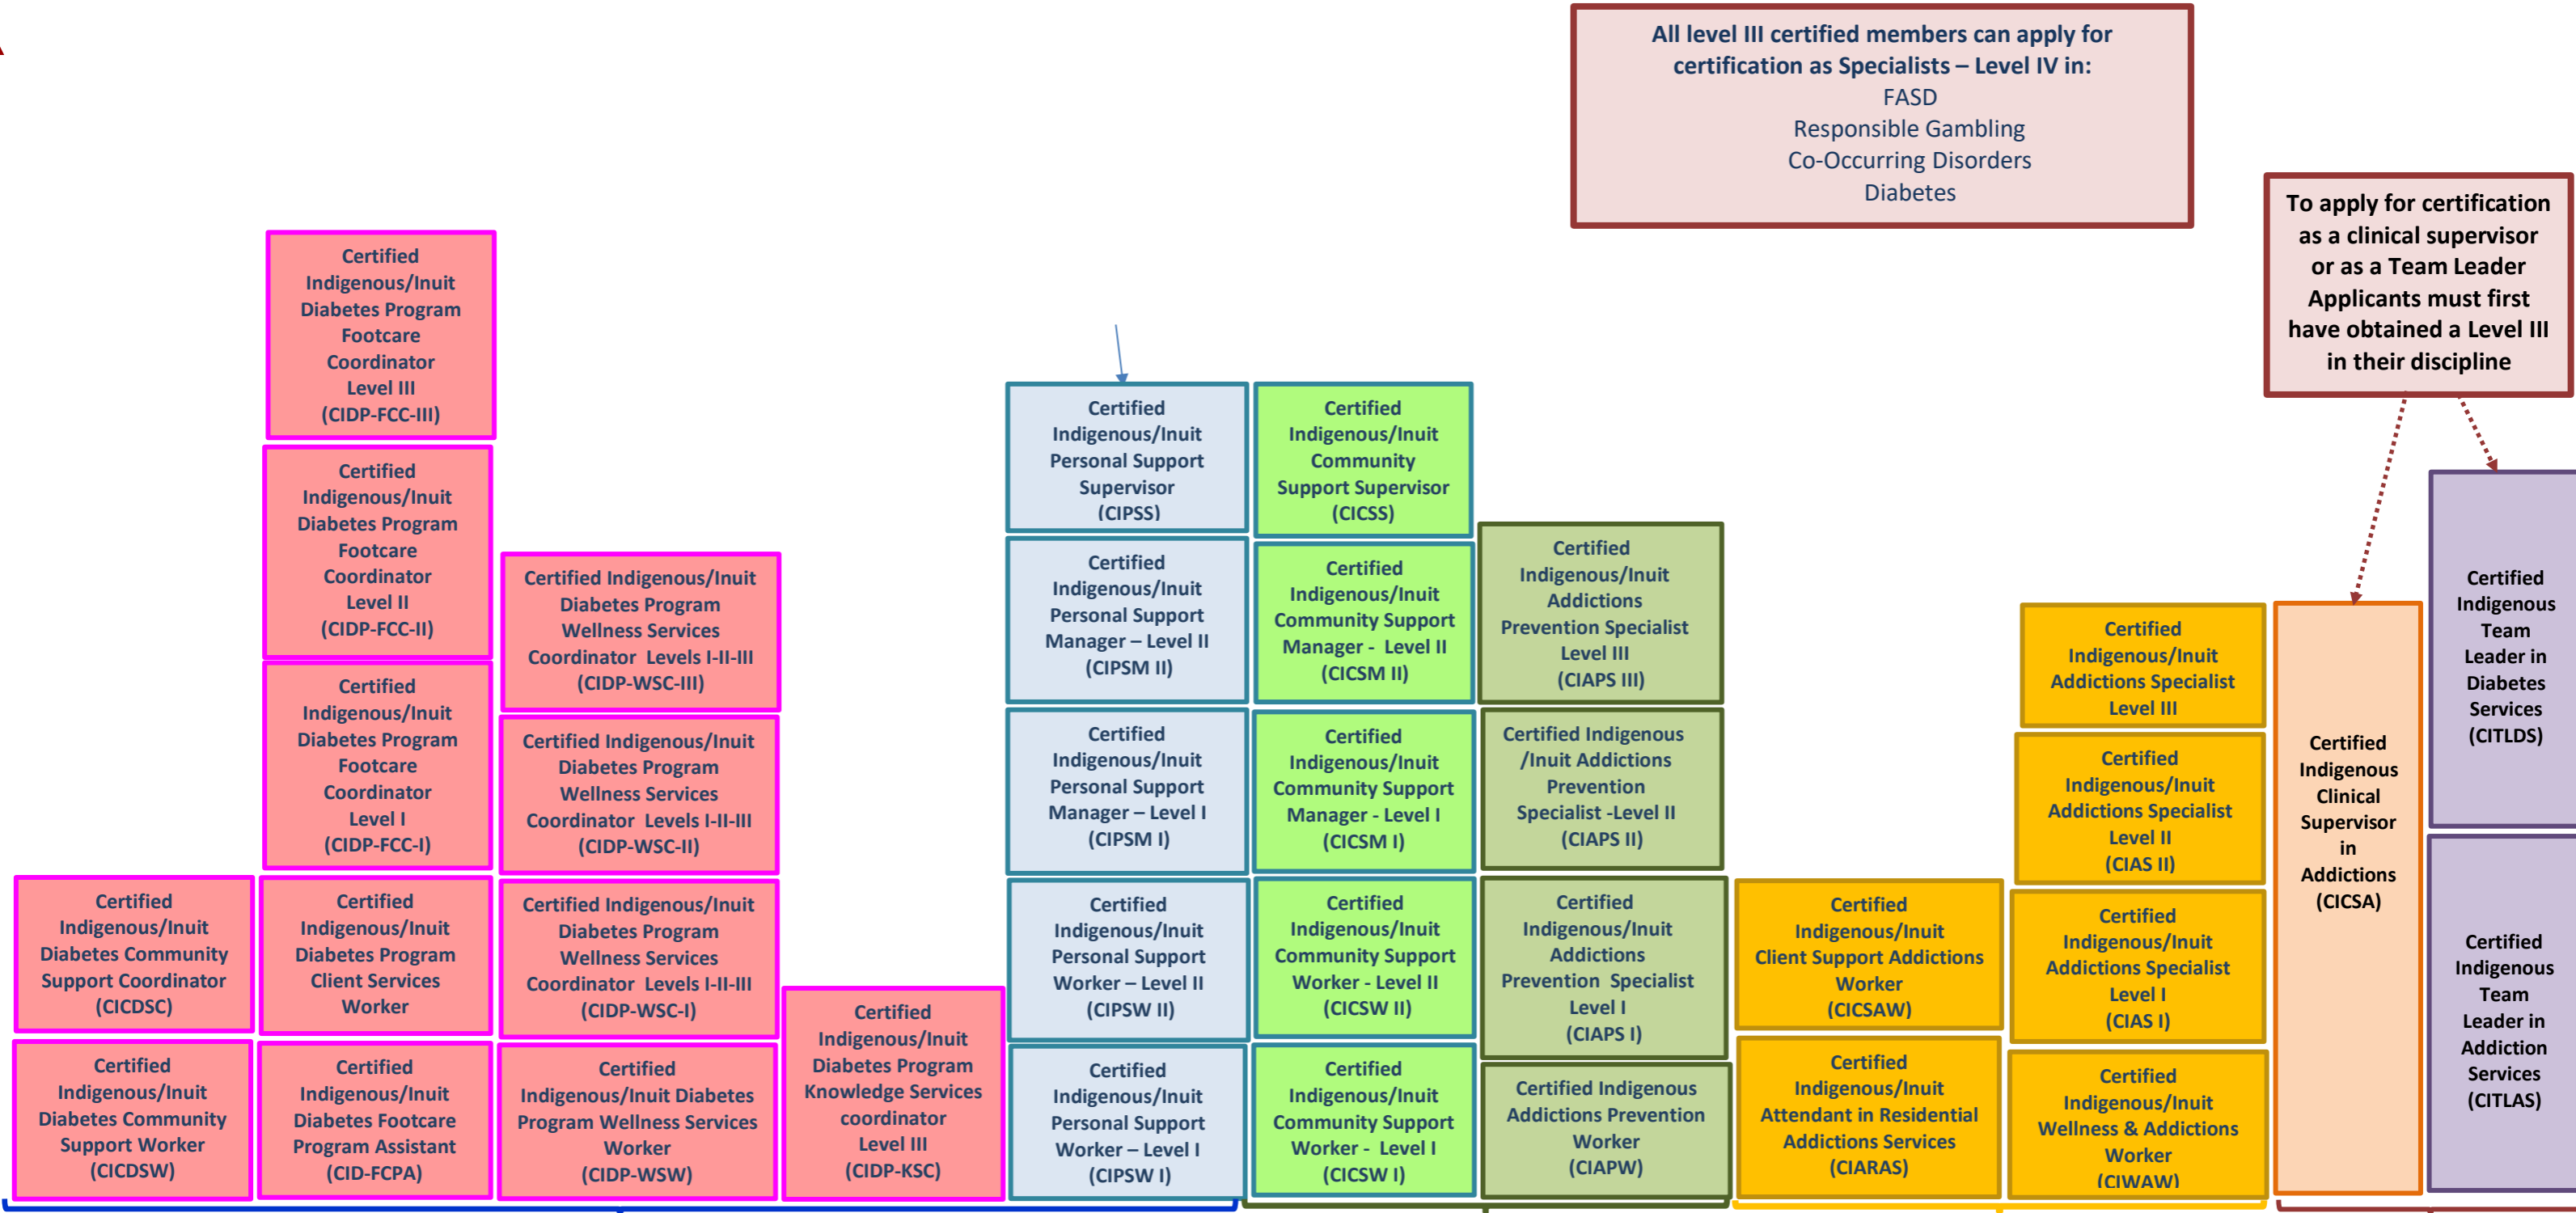 All level III certified members can apply for
certification as Specialists – Level IV in:
FASD
Responsible Gambling
Co-Occurring Disorders
Diabetes
To apply for certification
as a clinical supervisor
or as a Team Leader
Applicants must first
have obtained a Level III
in their discipline
Certified
Indigenous/Inuit
Diabetes Community
Support Coordinator
(CICDSC)
Certified
Indigenous/Inuit
Diabetes Community
Support Worker
(CICDSW)
Certified
Indigenous/Inuit
Diabetes Program
Footcare
Coordinator
Level III
(CIDP-FCC-III)
Certified
Indigenous/Inuit
Diabetes Program
Footcare
Coordinator
Level II
(CIDP-FCC-II)
Certified
Indigenous/Inuit
Diabetes Program
Footcare
Coordinator
Level I
(CIDP-FCC-I)
Certified
Indigenous/Inuit
Diabetes Program
Client Services
Worker
Certified
Indigenous/Inuit
Diabetes Footcare
Program Assistant
(CID-FCPA)
Certified Indigenous/Inuit
Diabetes Program
Wellness Services
Coordinator Levels I-II-III
(CIDP-WSC-III)
Certified Indigenous/Inuit
Diabetes Program
Wellness Services
Coordinator Levels I-II-III
(CIDP-WSC-II)
Certified Indigenous/Inuit
Diabetes Program
Wellness Services
Coordinator Levels I-II-III
(CIDP-WSC-I)
Certified
Indigenous/Inuit Diabetes
Program Wellness Services
Worker
(CIDP-WSW)
Certified
Indigenous/Inuit
Diabetes Program
Knowledge Services
coordinator
Level III
(CIDP-KSC)
Certified
Indigenous/Inuit
Personal Support
Supervisor
(CIPSS)
Certified
Indigenous/Inuit
Personal Support
Manager – Level II
(CIPSM II)
Certified
Indigenous/Inuit
Personal Support
Manager – Level I
(CIPSM I)
Certified
Indigenous/Inuit
Personal Support
Worker – Level II
(CIPSW II)
Certified
Indigenous/Inuit
Personal Support
Worker – Level I
(CIPSW I)
Certified
Indigenous/Inuit
Community
Support Supervisor
(CICSS)
Certified
Indigenous/Inuit
Community Support
Manager - Level II
(CICSM II)
Certified
Indigenous/Inuit
Community Support
Manager - Level I
(CICSM I)
Certified
Indigenous/Inuit
Community Support
Worker - Level II
(CICSW II)
Certified
Indigenous/Inuit
Community Support
Worker - Level I
(CICSW I)
Certified
Indigenous/Inuit
Addictions
Prevention Specialist
Level III
(CIAPS III)
Certified Indigenous
/Inuit Addictions
Prevention
Specialist -Level II
(CIAPS II)
Certified
Indigenous/Inuit
Addictions
Prevention Specialist
Level I
(CIAPS I)
Certified Indigenous
Addictions Prevention
Worker
(CIAPW)
Certified
Indigenous/Inuit
Client Support Addictions
Worker
(CICSAW)
Certified
Indigenous/Inuit
Attendant in Residential
Addictions Services
(CIARAS)
Certified
Indigenous/Inuit
Addictions Specialist
Level III
Certified
Indigenous/Inuit
Addictions Specialist
Level II
(CIAS II)
Certified
Indigenous/Inuit
Addictions Specialist
Level I
(CIAS I)
Certified
Indigenous/Inuit
Wellness & Addictions
Worker
(CIWAW)
Certified
Indigenous
Clinical
Supervisor
in
Addictions
(CICSA)
Certified
Indigenous
Team
Leader in
Diabetes
Services
(CITLDS)
Certified
Indigenous
Team
Leader in
Addiction
Services
(CITLAS)